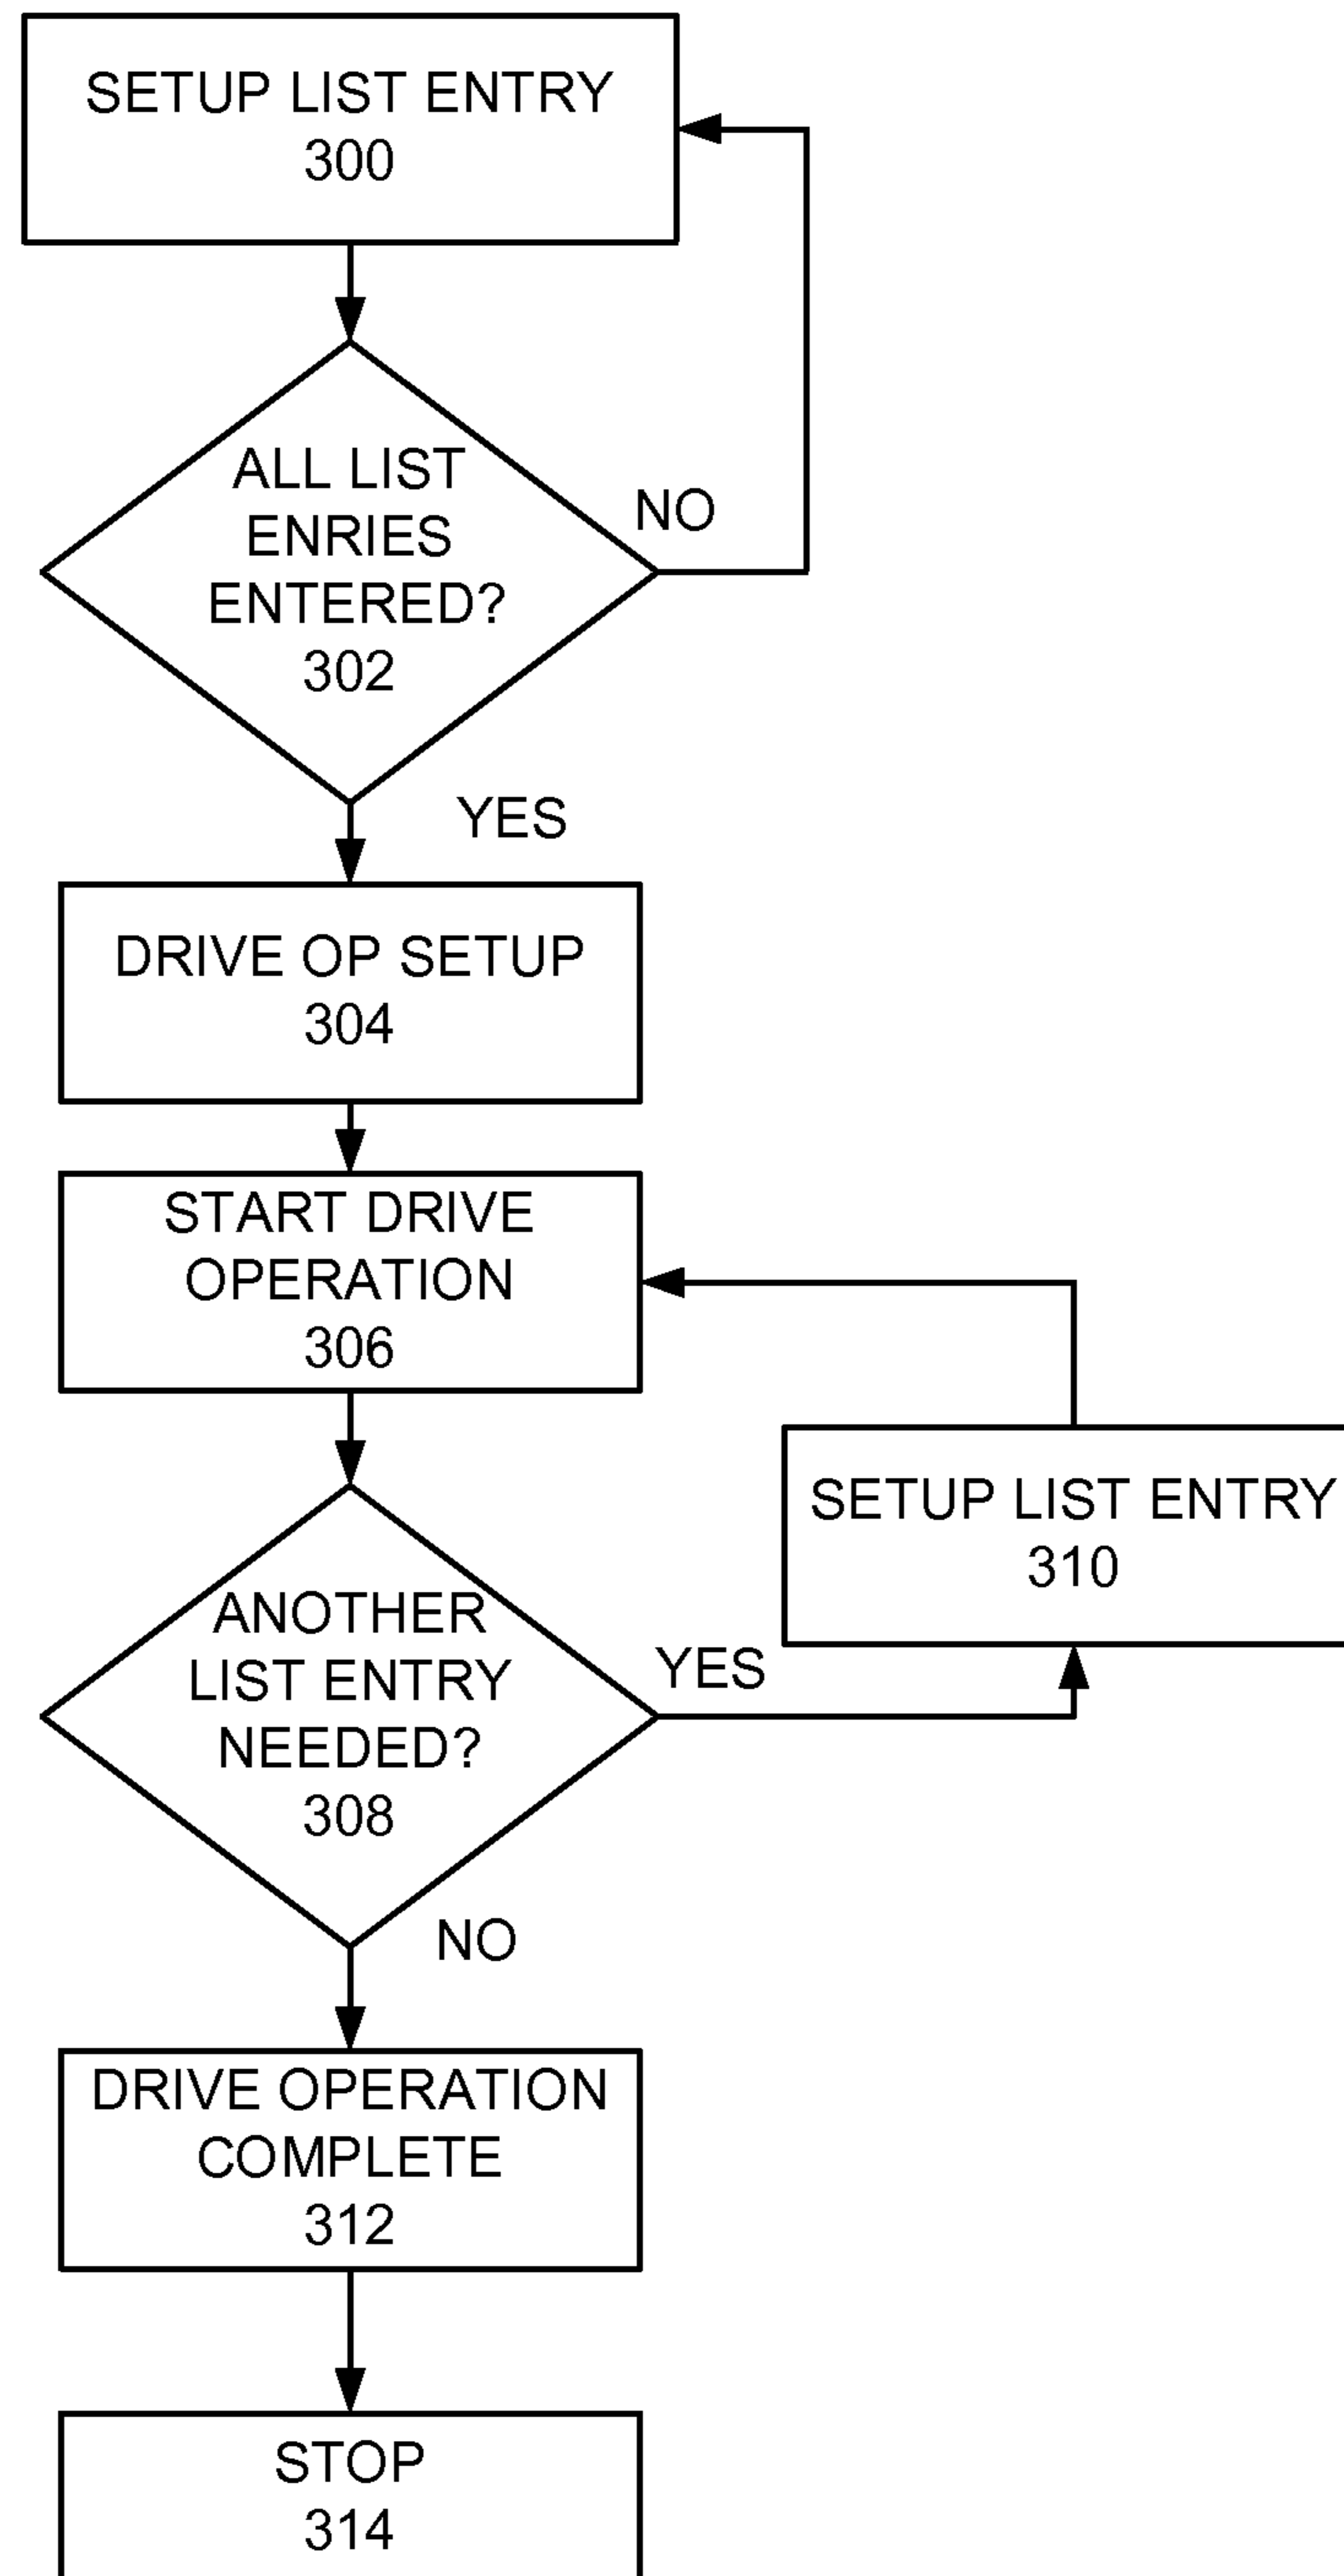 SETUP LIST ENTRY
300
ALL LIST
ENRIES
ENTERED?
302
NO
YES
DRIVE OP SETUP
304
START DRIVE
OPERATION
306
SETUP LIST ENTRY
310
ANOTHER
LIST ENTRY
NEEDED?
308
YES
NO
DRIVE OPERATION
COMPLETE
312
STOP
314